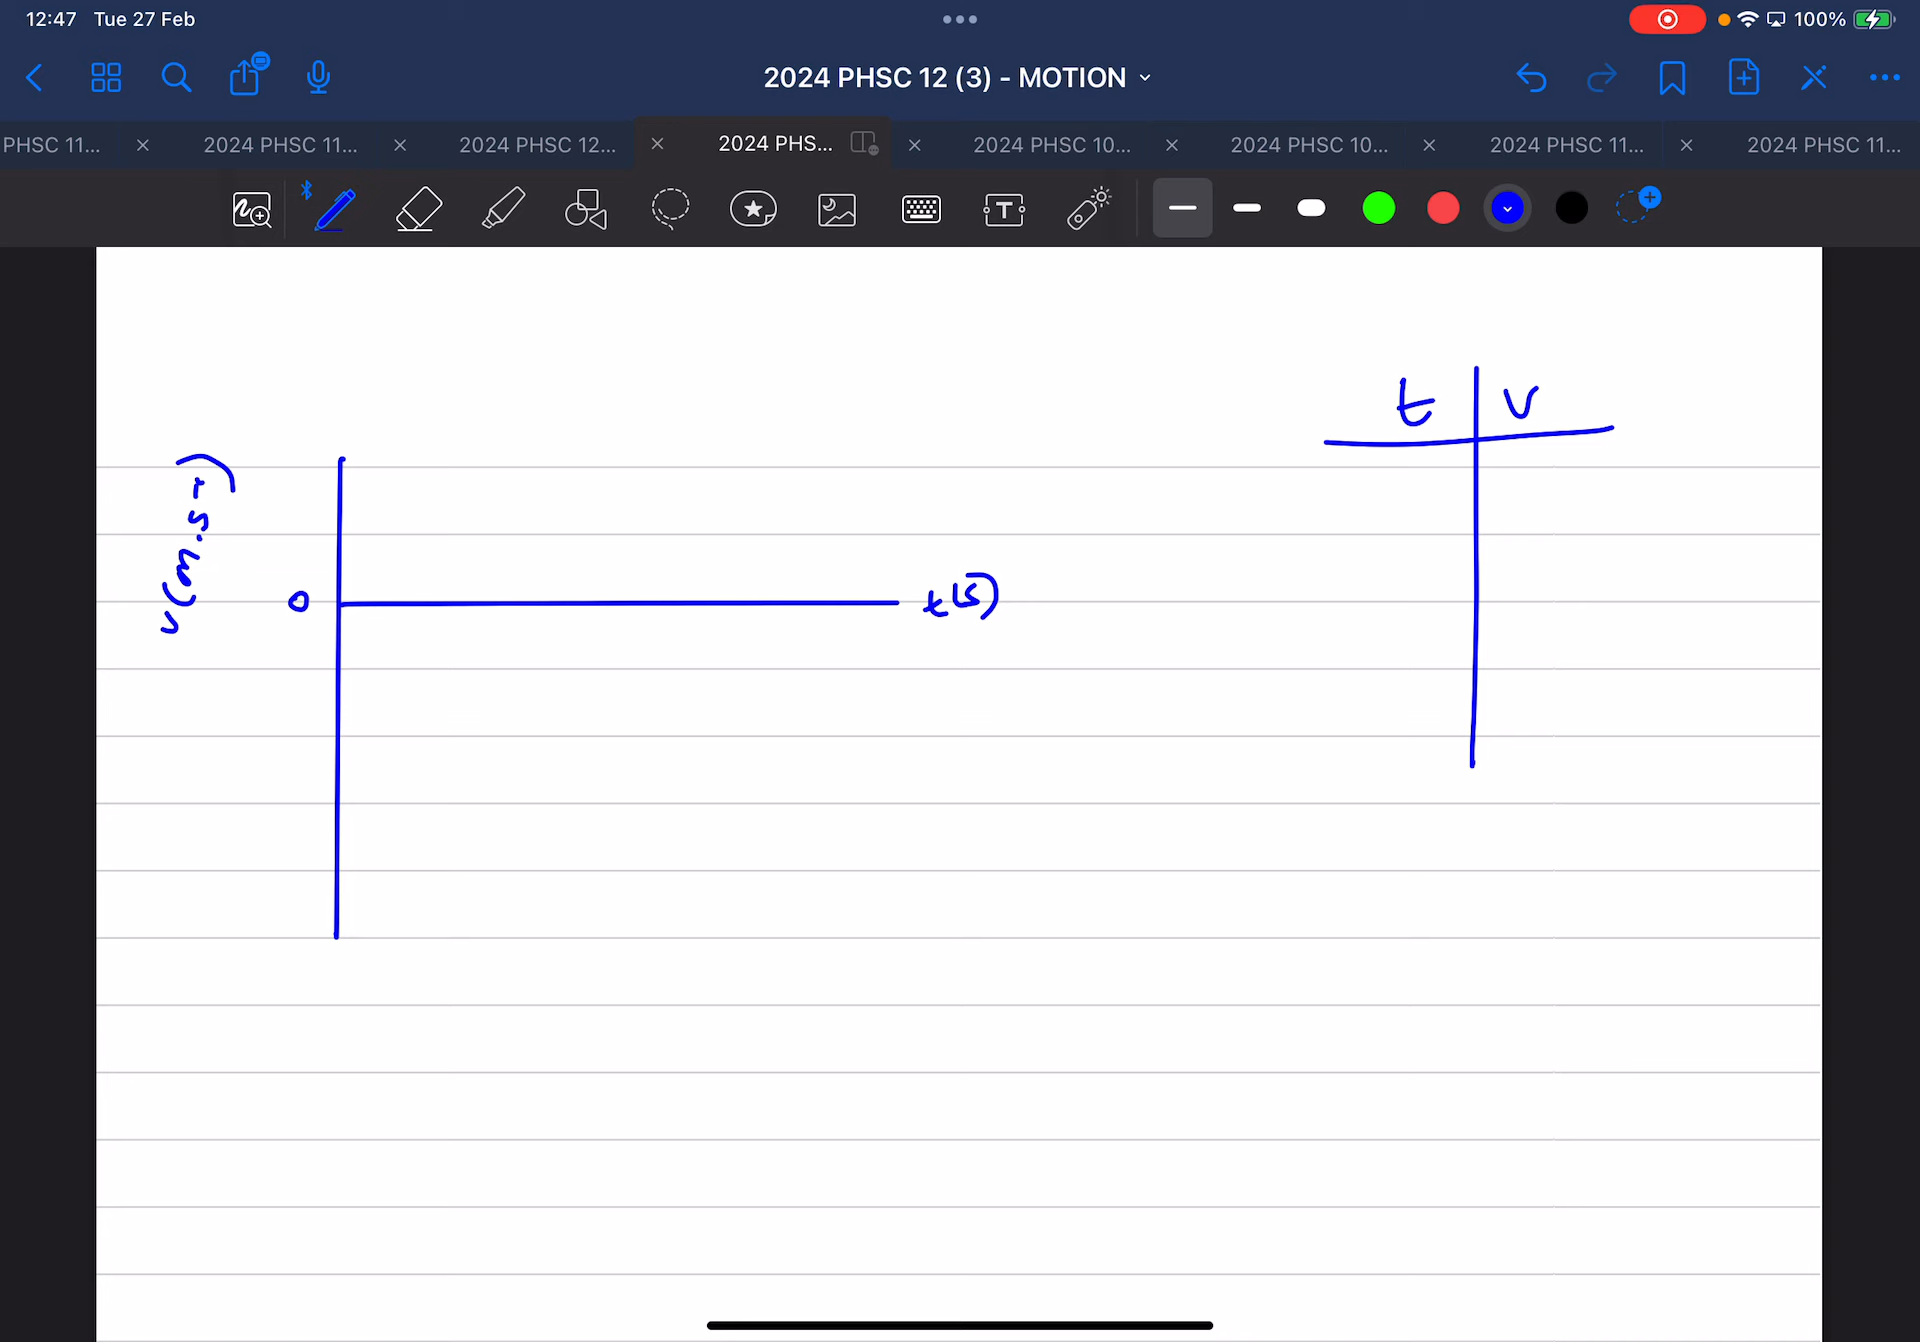 12:47 Tue 27 Feb
100%
2024 PHSC 12 (3) - MOTION
PHSC 11... 2024 PHSC 11... 2024 PHSC 12... 2024 PHS... 2024 PHSC 10... 2024 PHSC 10... 2024 PHSC 11... 2024 PHSC 11...
T
t v
v (m.s⁻¹)
0 t (s)